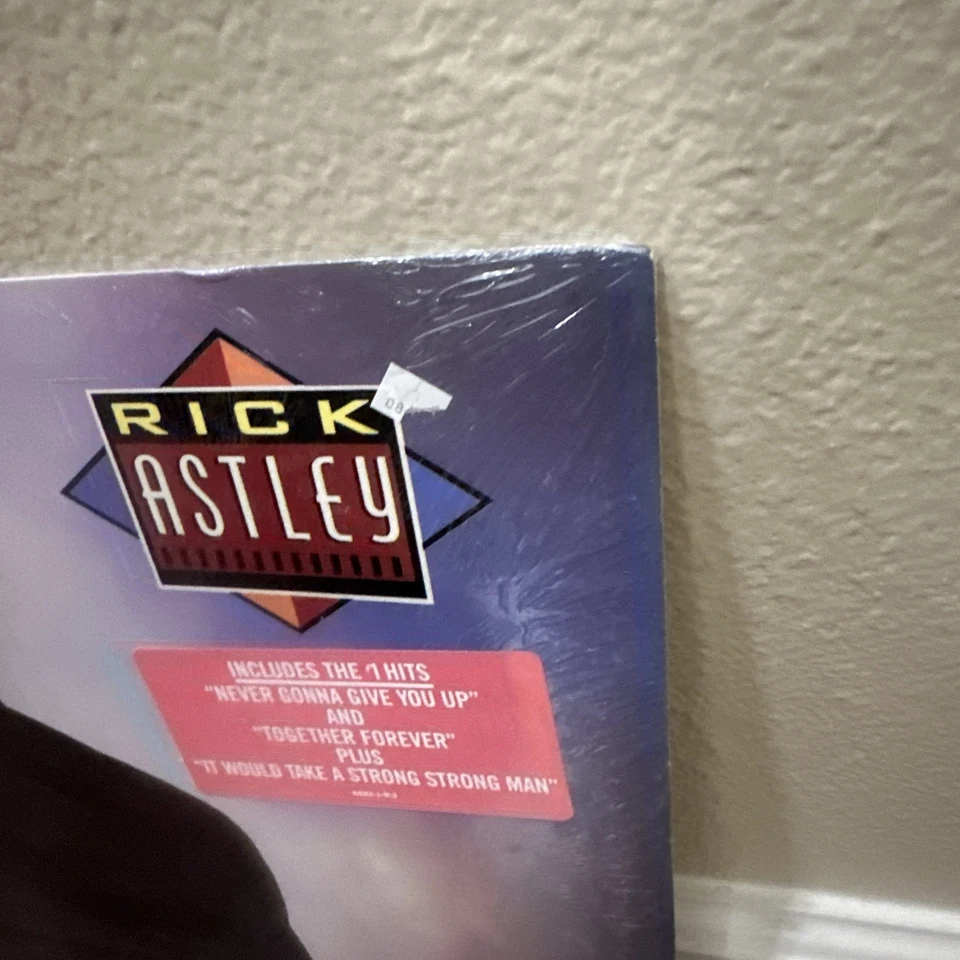 RICK
ASTLEY
08
INCLUDES THE 1 HITS
"NEVER GONNA GIVE YOU UP"
AND
"TOGETHER FOREVER"
PLUS
"IT WOULD TAKE A STRONG STRONG MAN"